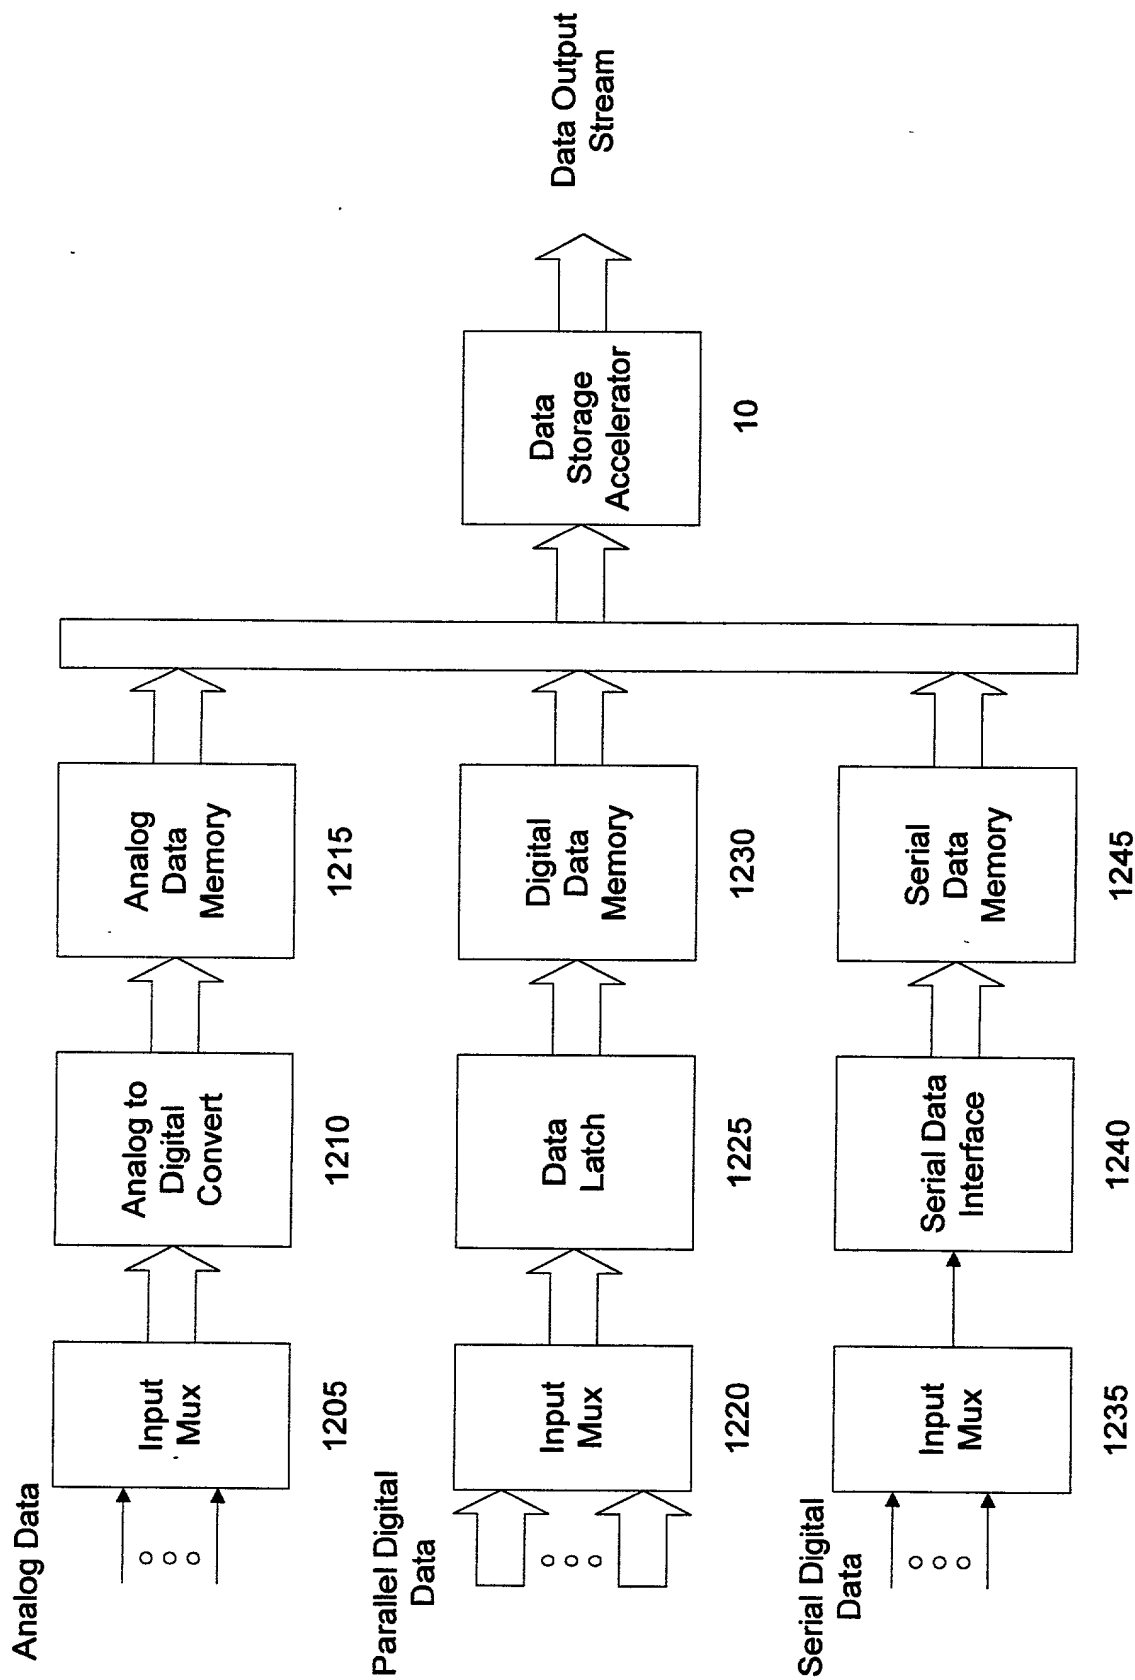 Analog Data
Input
Mux
1205
Analog to
Digital
Convert
1210
Analog
Data
Memory
1215
Parallel Digital
Data
Input
Mux
1220
Data
Latch
1225
Digital
Data
Memory
1230
Serial Digital
Data
Input
Mux
1235
Serial Data
Interface
1240
Serial
Data
Memory
1245
Data
Storage
Accelerator
10
Data Output
Stream